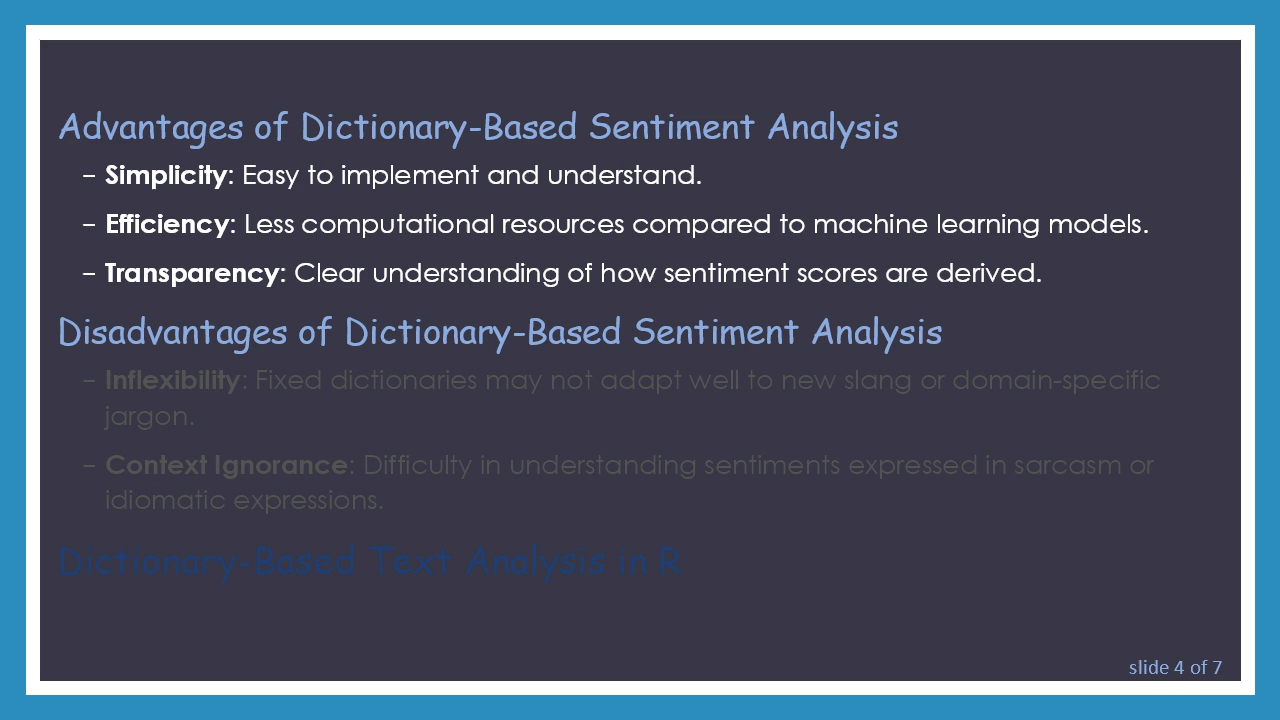 Advantages of Dictionary-Based Sentiment Analysis
– Simplicity: Easy to implement and understand.
– Efficiency: Less computational resources compared to machine learning models.
– Transparency: Clear understanding of how sentiment scores are derived.
Disadvantages of Dictionary-Based Sentiment Analysis
– Inflexibility: Fixed dictionaries may not adapt well to new slang or domain-specific
jargon.
– Context Ignorance: Difficulty in understanding sentiments expressed in sarcasm or
idiomatic expressions.
Dictionary-Based Text Analysis in R
slide 4 of 7